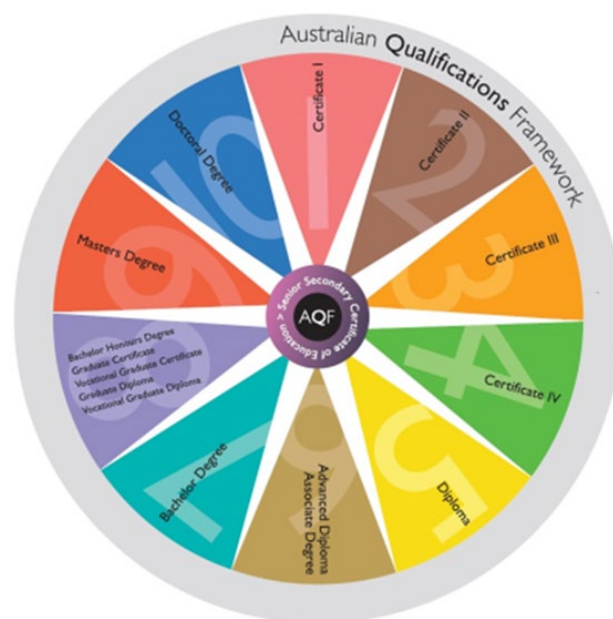 Australian Qualifications Framework
Certificate I
1
Certificate II
2
Certificate III
3
Certificate IV
4
Diploma
5
Advanced Diploma
Associate Degree
6
Bachelor Degree
7
Bachelor Honours Degree
Graduate Certificate
Vocational Graduate Certificate
Graduate Diploma
Vocational Graduate Diploma
8
Masters Degree
9
Doctoral Degree
10
Senior Secondary Certificate of Education >
AQF